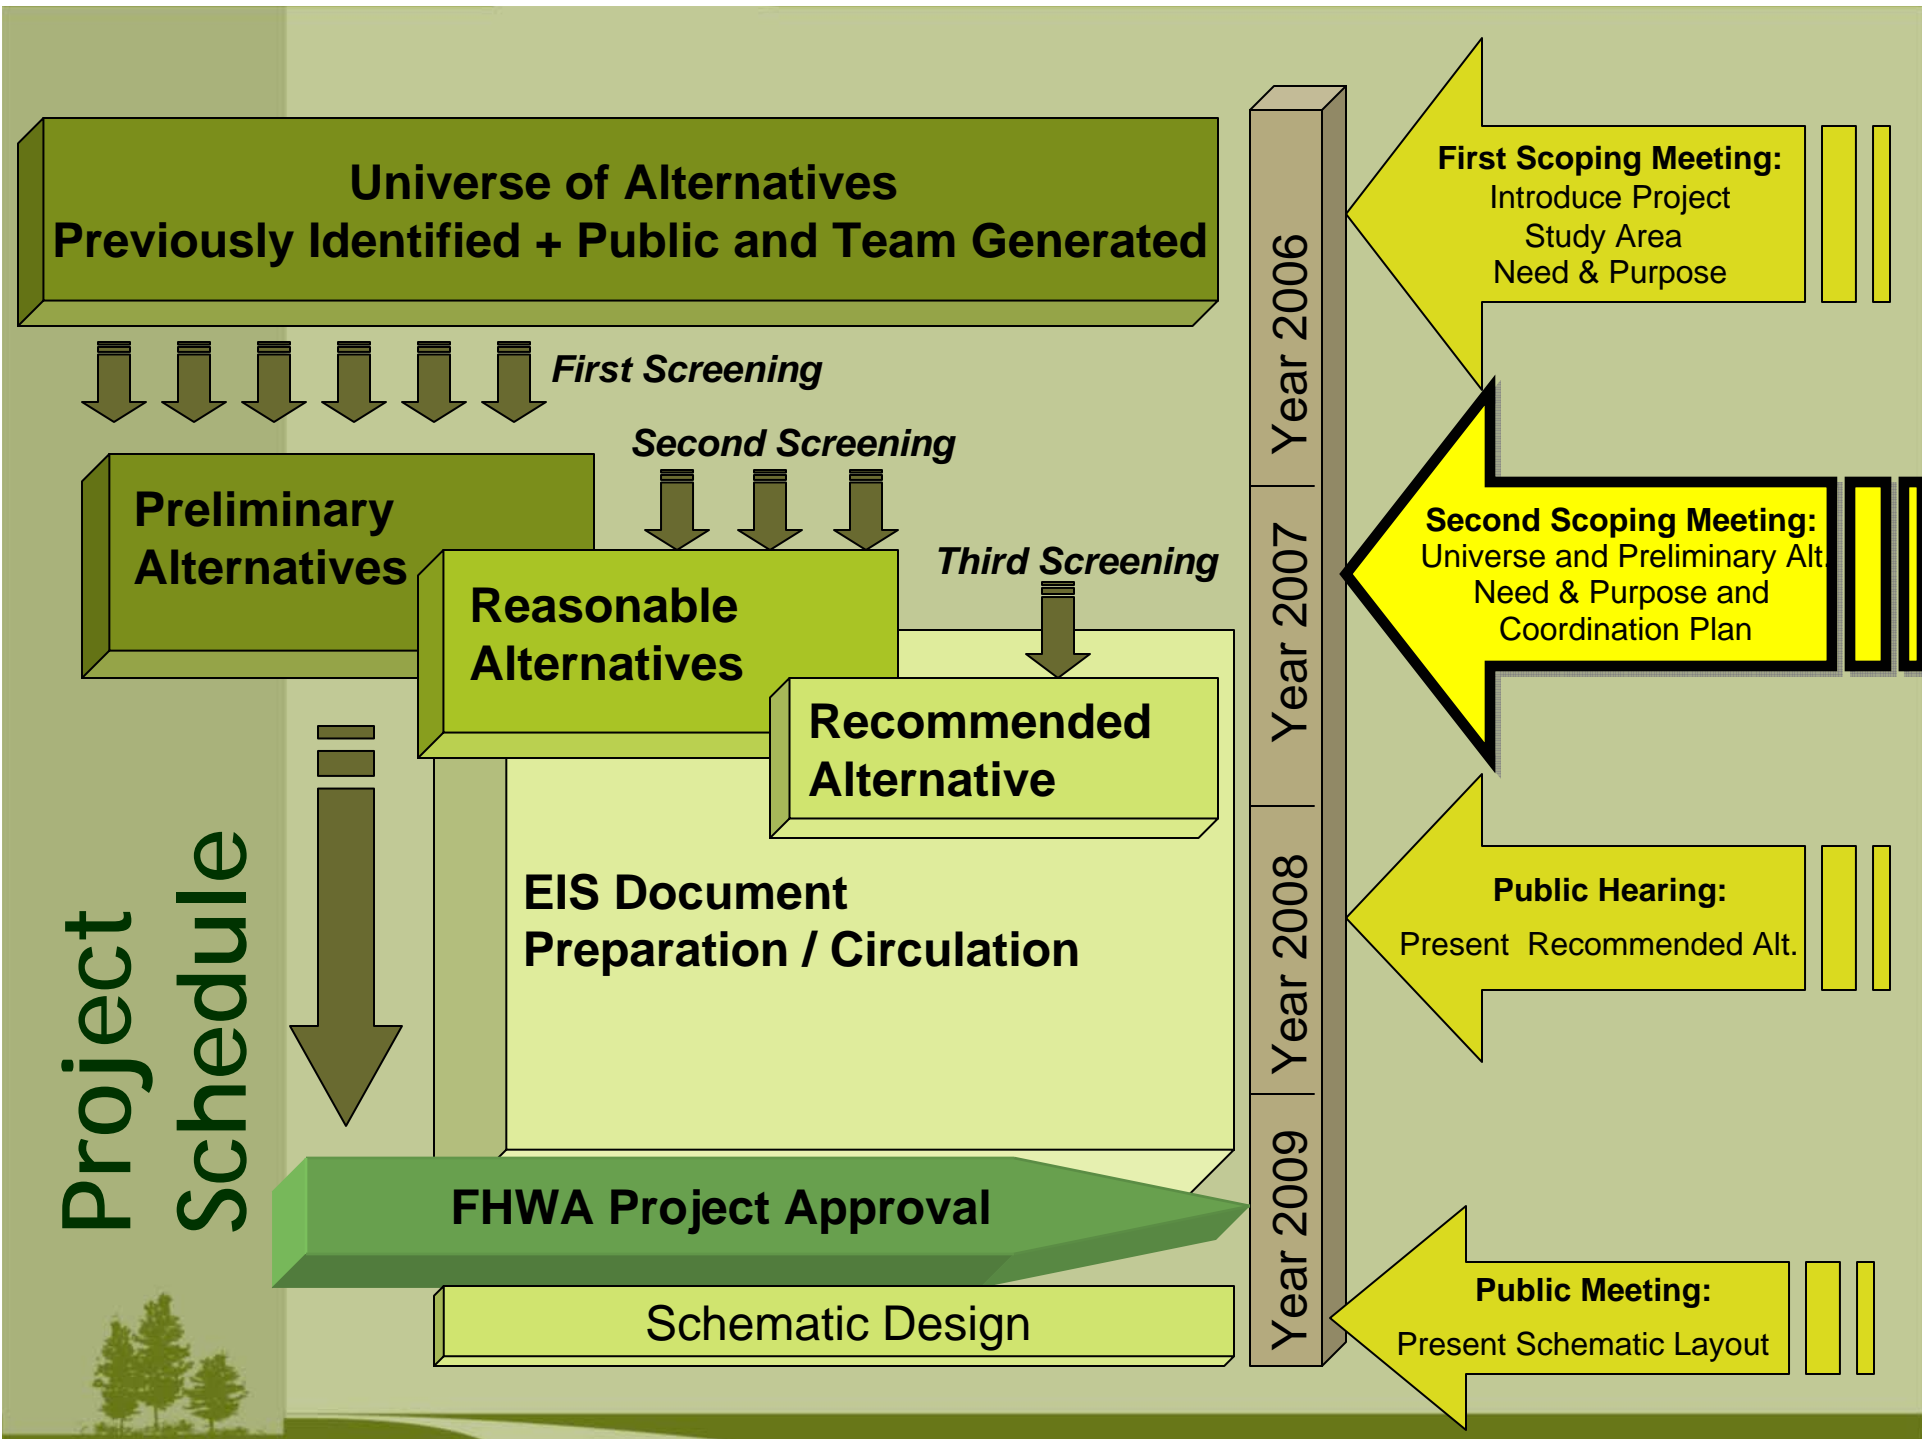 Project
Schedule
Universe of Alternatives
Previously Identified + Public and Team Generated
First Screening
Second Screening
Preliminary
Alternatives
Third Screening
Reasonable
Alternatives
Recommended
Alternative
EIS Document
Preparation / Circulation
FHWA Project Approval
Schematic Design
Year 2006
Year 2007
Year 2008
Year 2009
First Scoping Meeting:
Introduce Project
Study Area
Need & Purpose
Second Scoping Meeting:
Universe and Preliminary Alt.
Need & Purpose and
Coordination Plan
Public Hearing:
Present Recommended Alt.
Public Meeting:
Present Schematic Layout